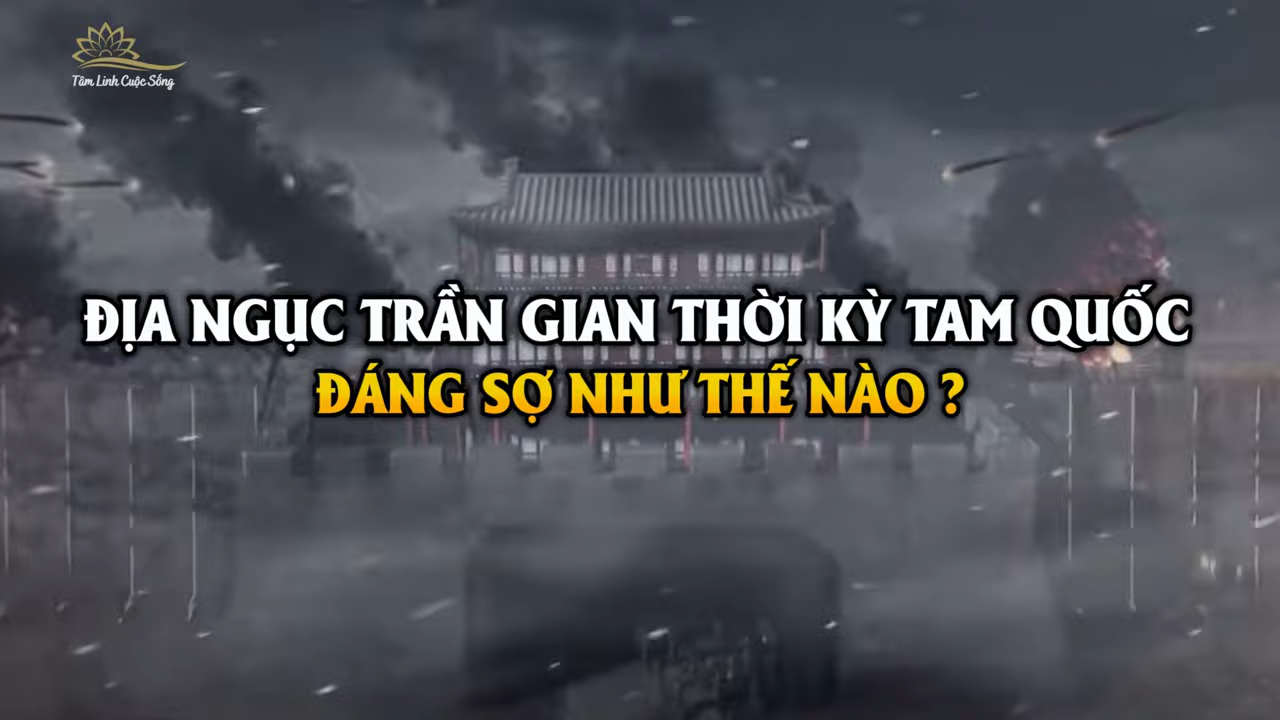 Tâm Linh Cuộc Sống
ĐỊA NGỤC TRẦN GIAN THỜI KỲ TAM QUỐC
ĐÁNG SỢ NHƯ THẾ NÀO ?